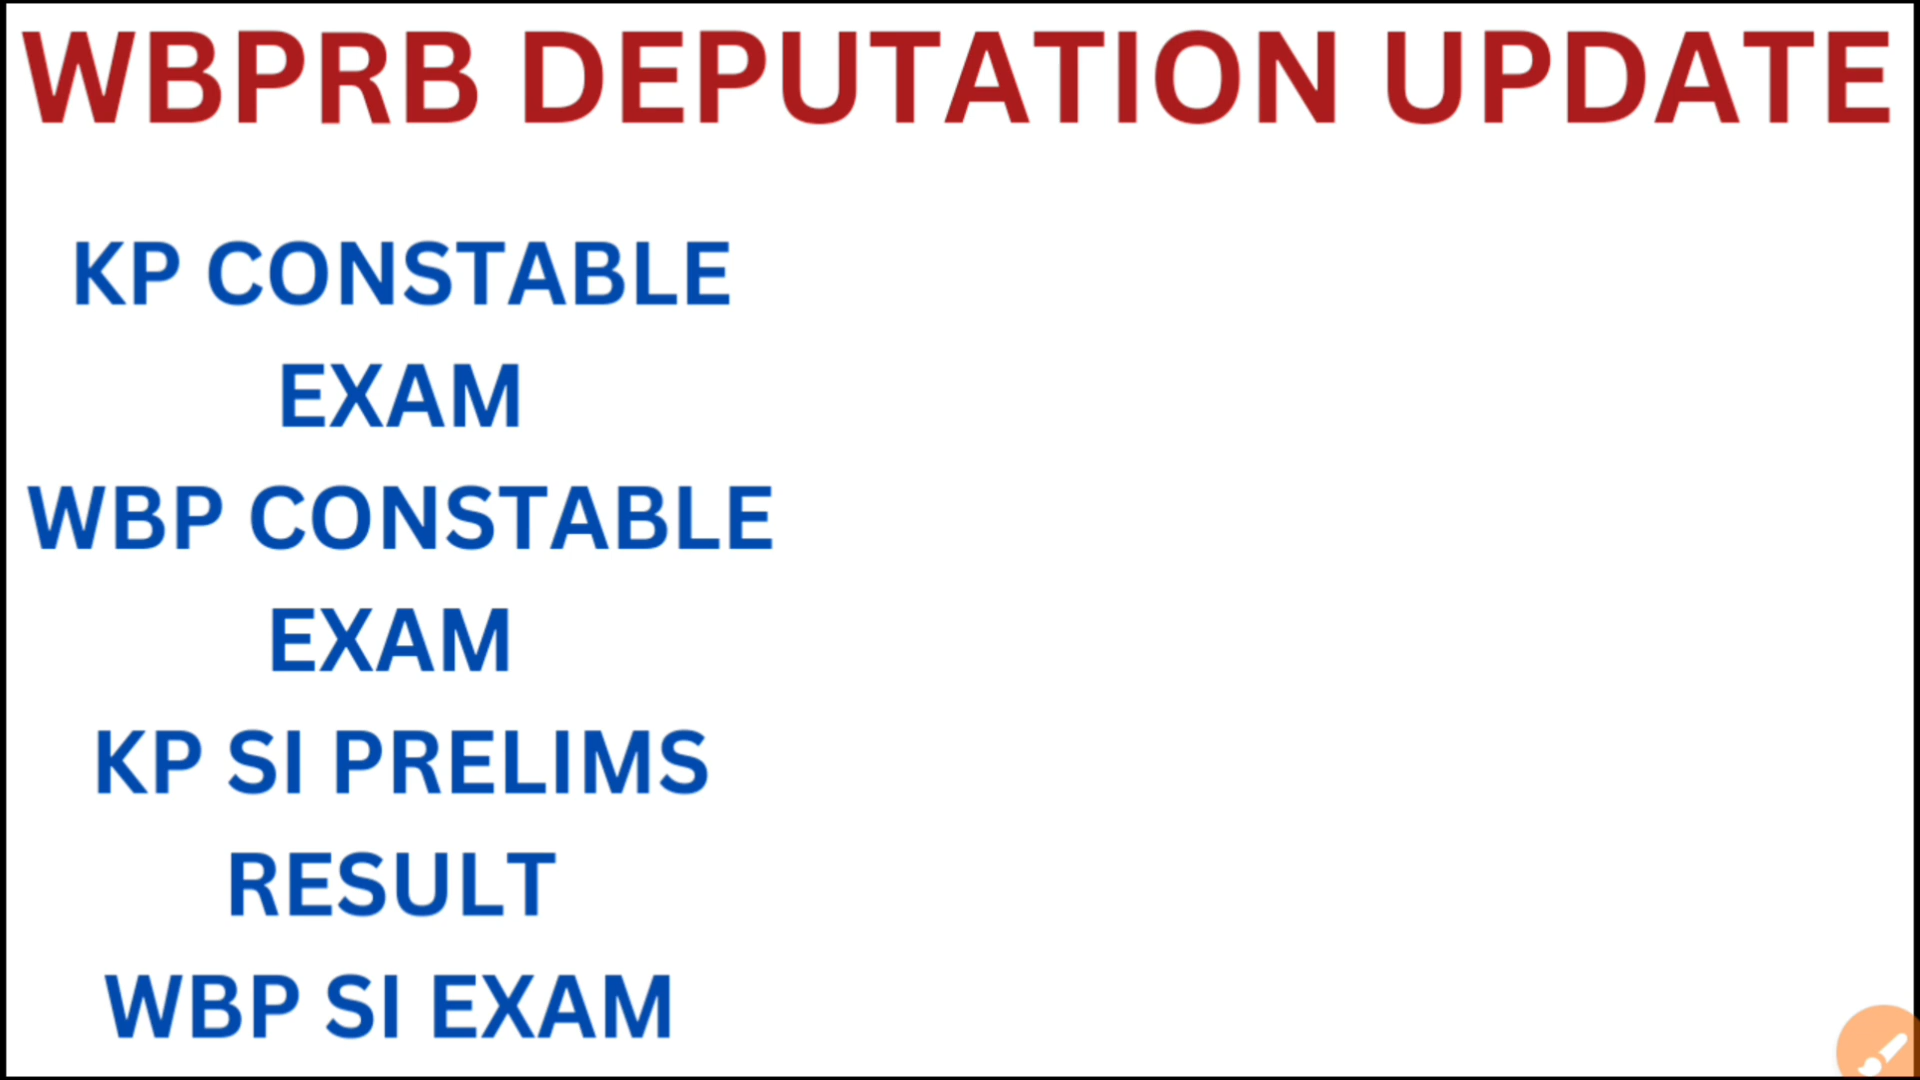 WBPRB DEPUTATION UPDATE
KP CONSTABLE
EXAM
WBP CONSTABLE
EXAM
KP SI PRELIMS
RESULT
WBP SI EXAM